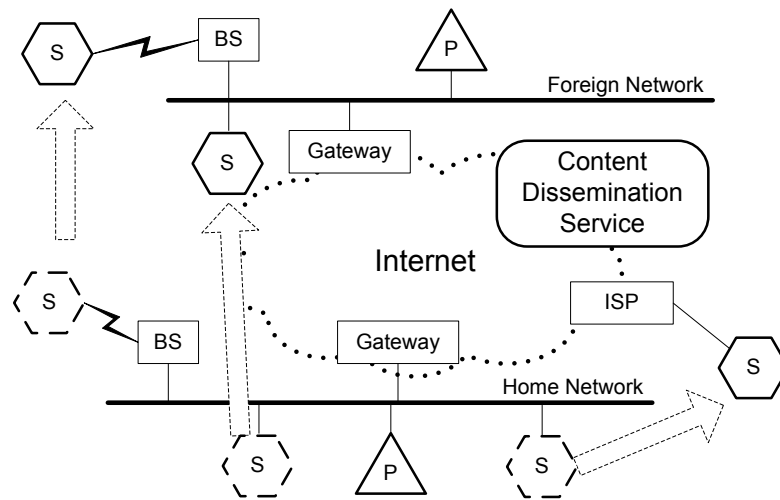 S
BS
P
Foreign Network
S
Gateway
Content
Dissemination
Service
Internet
S
ISP
BS
Gateway
S
Home Network
S
P
S